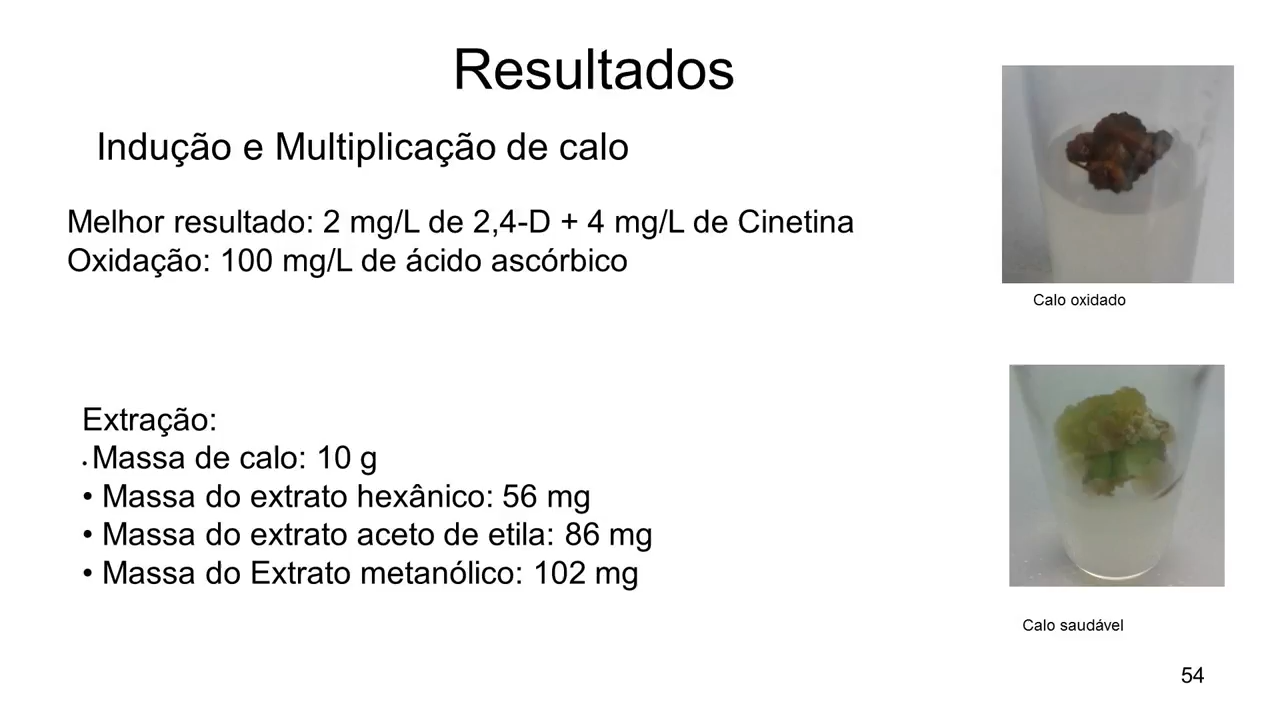 Resultados
Indução e Multiplicação de calo
Melhor resultado: 2 mg/L de 2,4-D + 4 mg/L de Cinetina
Oxidação: 100 mg/L de ácido ascórbico
Calo oxidado
Extração:
• Massa de calo: 10 g
• Massa do extrato hexânico: 56 mg
• Massa do extrato aceto de etila: 86 mg
• Massa do Extrato metanólico: 102 mg
Calo saudável
54